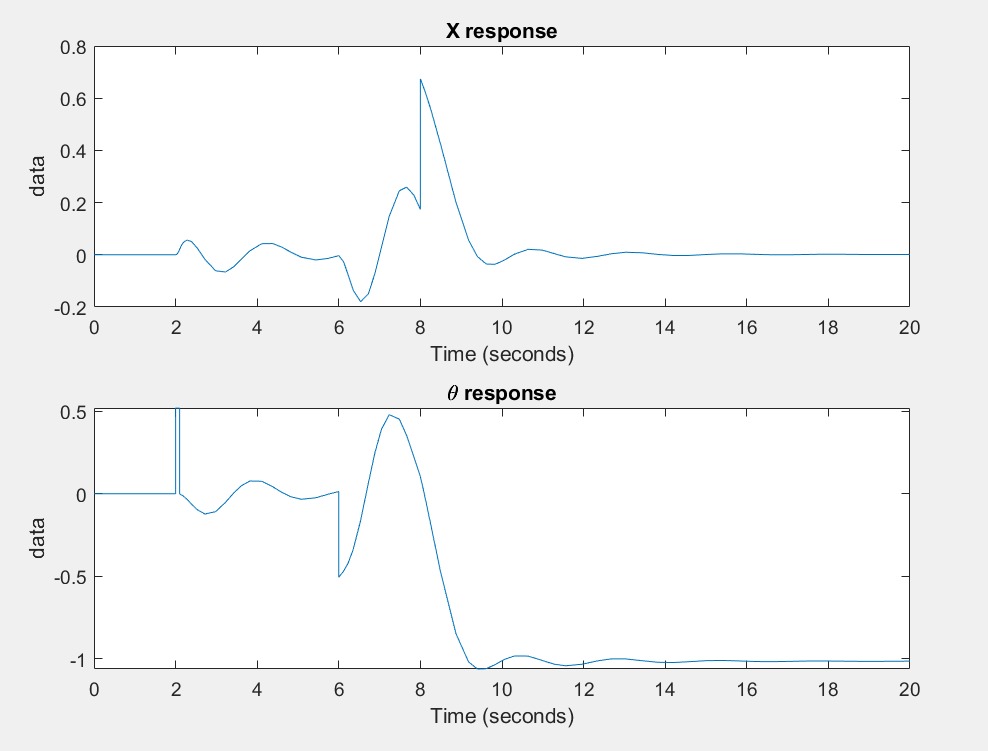 X response
0.8
0.6
0.4
0.2
0
-0.2
data
0 2 4 6 8 10 12 14 16 18 20
Time (seconds)
θ response
0.5
0
-0.5
-1
data
0 2 4 6 8 10 12 14 16 18 20
Time (seconds)